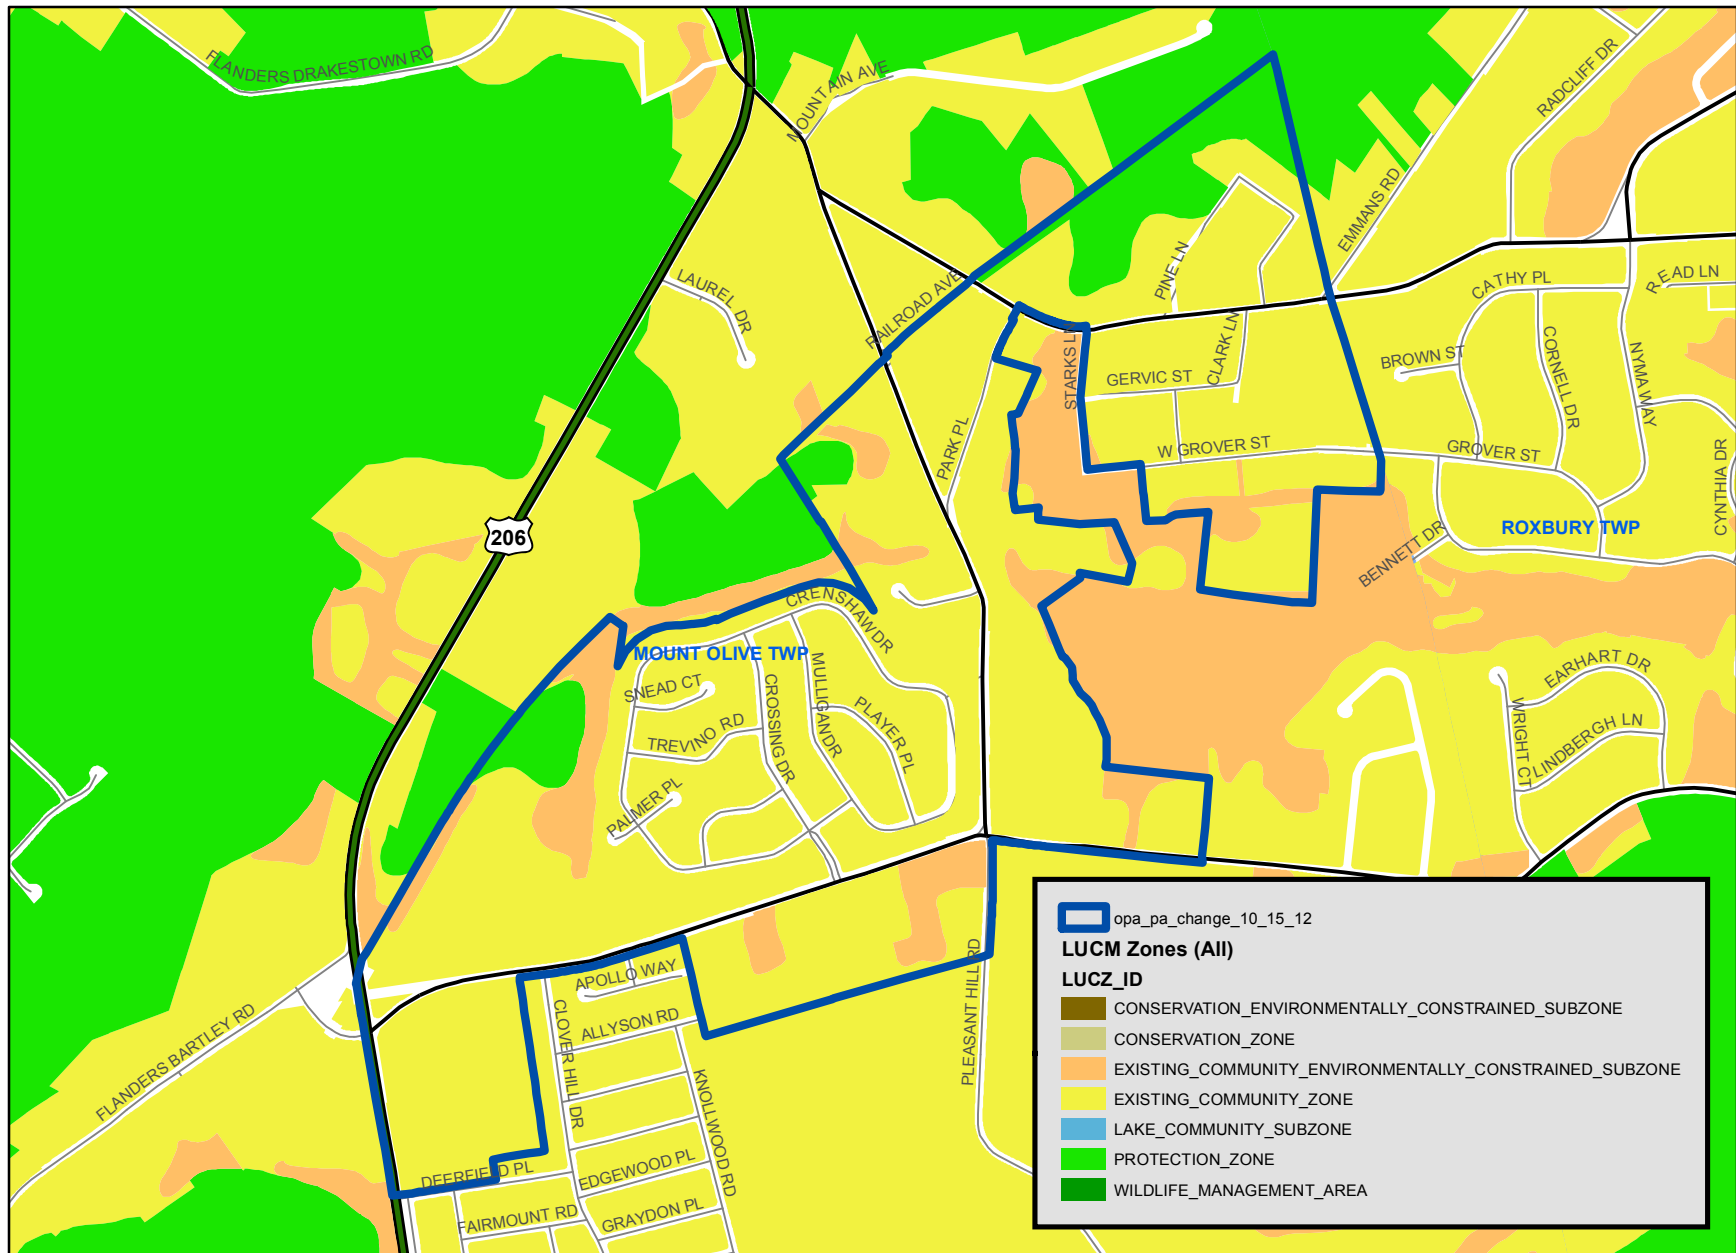 FLANDERS DRAKESTOWN RD
MOUNTAIN AVE
RADCLIFF DR
EMMANS RD
PINE LN
LAUREL DR
RAILROAD AVE
CATHY PL
READ LN
STARKS LN
CLARK LN
GERVIC ST
BROWN ST
CORNELL DR
NYMA WAY
PARK PL
W GROVER ST
GROVER ST
CYNTHIA DR
206
ROXBURY TWP
BENNETT DR
CRENSHAW DR
MOUNT OLIVE TWP
SNEAD CT
MULLIGAN DR
CROSSING DR
PLAYER PL
TREVINO RD
PALMER PL
EARHART DR
WRIGHT CT
LINDBERGH LN
FLANDERS BARTLEY RD
APOLLO WAY
CLOVER HILL DR
ALLYSON RD
PLEASANT HILL RD
KNOLLWOOD RD
DEERFIELD PL
EDGEWOOD PL
FAIRMOUNT RD
GRAYDON PL
opa_pa_change_10_15_12
LUCM Zones (All)
LUCZ_ID
CONSERVATION_ENVIRONMENTALLY_CONSTRAINED_SUBZONE
CONSERVATION_ZONE
EXISTING_COMMUNITY_ENVIRONMENTALLY_CONSTRAINED_SUBZONE
EXISTING_COMMUNITY_ZONE
LAKE_COMMUNITY_SUBZONE
PROTECTION_ZONE
WILDLIFE_MANAGEMENT_AREA